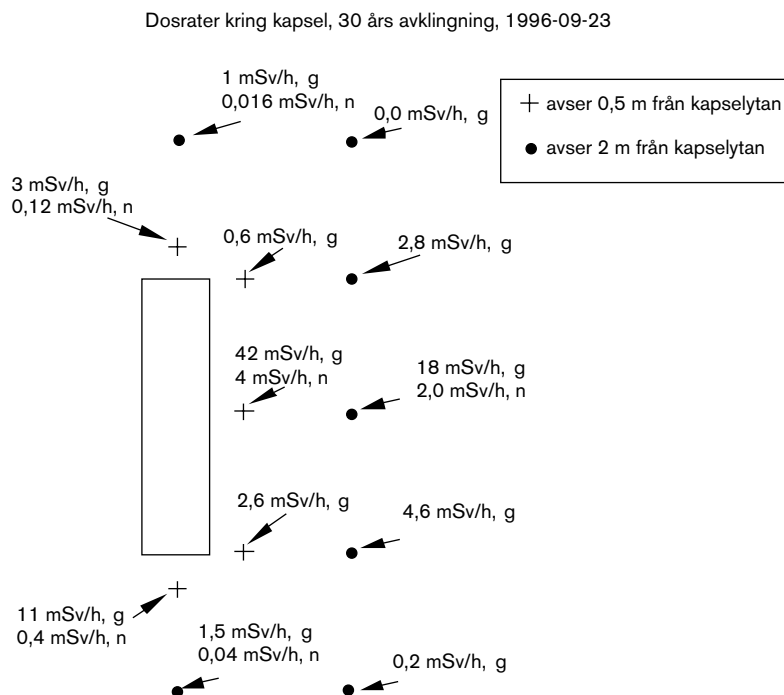 Dosrater kring kapsel, 30 års avklingning, 1996-09-23
1 mSv/h, g
0,016 mSv/h, n
0,0 mSv/h, g
avser 0,5 m från kapselytan
avser 2 m från kapselytan
3 mSv/h, g
0,12 mSv/h, n
0,6 mSv/h, g
2,8 mSv/h, g
42 mSv/h, g
4 mSv/h, n
18 mSv/h, g
2,0 mSv/h, n
2,6 mSv/h, g
4,6 mSv/h, g
11 mSv/h, g
0,4 mSv/h, n
1,5 mSv/h, g
0,04 mSv/h, n
0,2 mSv/h, g